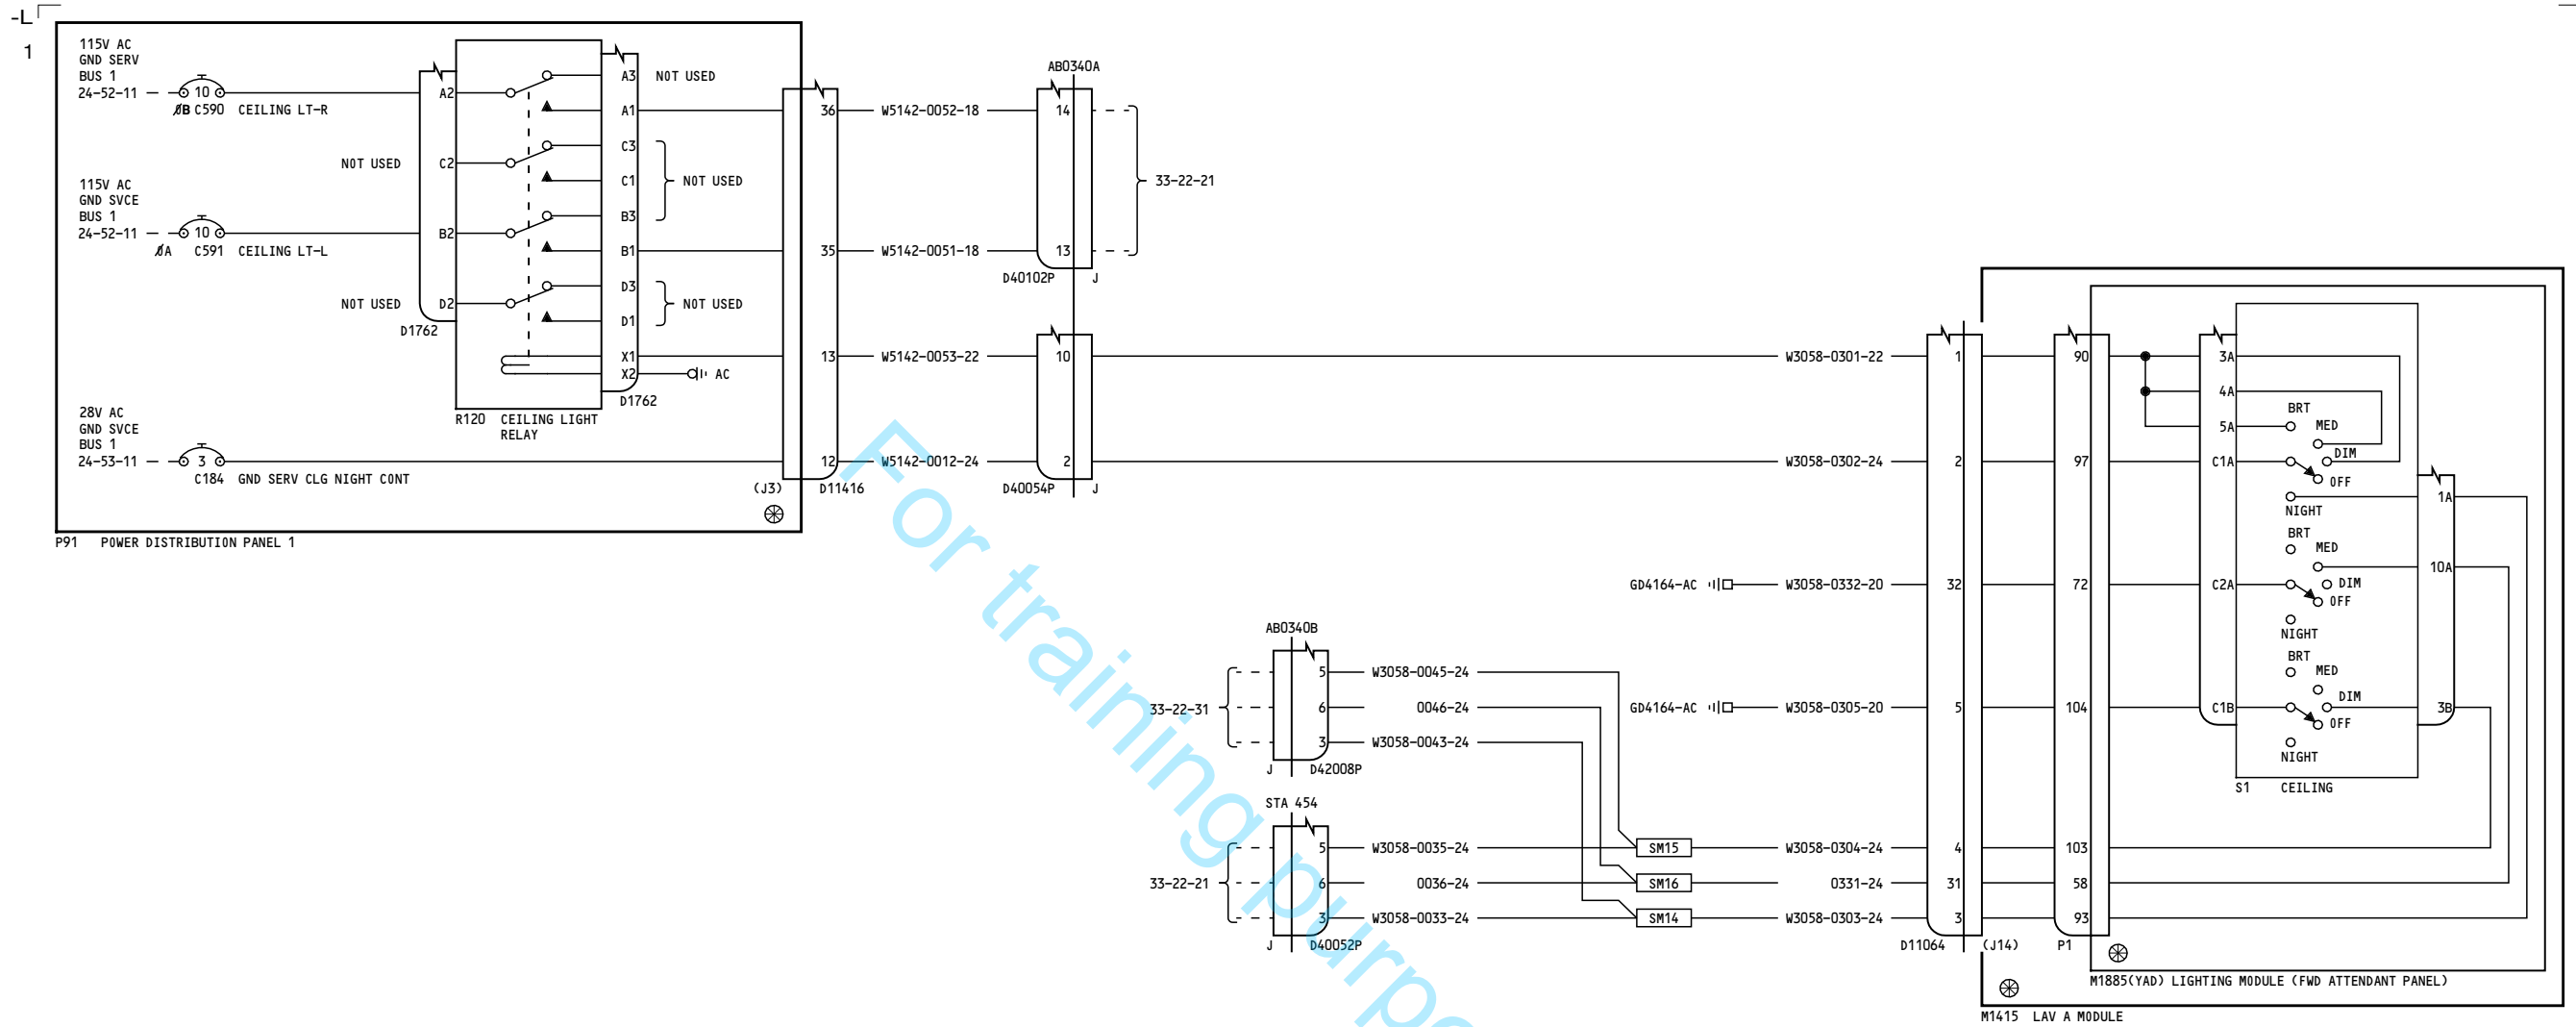 -L
1
115V AC
GND SERV
BUS 1
24-52-11
10
ØB C590 CEILING LT-R
NOT USED
115V AC
GND SVCE
BUS 1
24-52-11
10
ØA C591 CEILING LT-L
NOT USED
28V AC
GND SVCE
BUS 1
24-53-11
3
C184 GND SERV CLG NIGHT CONT
A2
C2
B2
D2
D1762
A3 NOT USED
A1
C3
C1 NOT USED
B3
B1
D3
NOT USED
D1
X1
X2 AC
D1762
R120 CEILING LIGHT
RELAY
36
35
13
12
(J3) D11416
P91 POWER DISTRIBUTION PANEL 1
W5142-0052-18
W5142-0051-18
W5142-0053-22
W5142-0012-24
AB0340A
14
13
33-22-21
D40102P J
10
2
D40054P J
W3058-0301-22
W3058-0302-24
GD4164-AC W3058-0332-20
GD4164-AC W3058-0305-20
AB0340B
5 W3058-0045-24
33-22-31
6 0046-24
3 W3058-0043-24
J D42008P
STA 454
5 W3058-0035-24
33-22-21
6 0036-24
3 W3058-0033-24
J D40052P
SM15 W3058-0304-24
SM16 0331-24
SM14 W3058-0303-24
1
2
32
5
4
31
3
D11064 (J14)
90
97
72
104
103
58
93
P1
3A
4A
5A
C1A
C2A
C1B
BRT
MED
DIM
OFF
NIGHT
BRT
MED
DIM
OFF
NIGHT
BRT
MED
DIM
OFF
NIGHT
1A
10A
3B
S1 CEILING
M1885(YAD) LIGHTING MODULE (FWD ATTENDANT PANEL)
M1415 LAV A MODULE
For training purpo